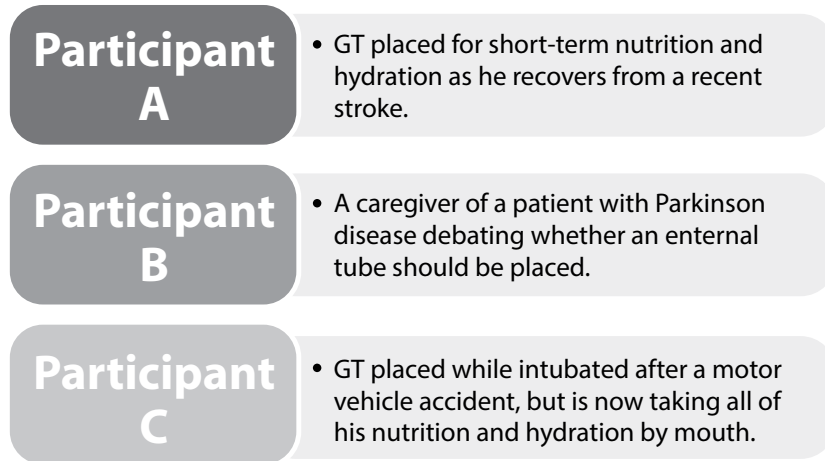 Participant
A
• GT placed for short-term nutrition and
hydration as he recovers from a recent
stroke.
Participant
B
• A caregiver of a patient with Parkinson
disease debating whether an enternal
tube should be placed.
Participant
C
• GT placed while intubated after a motor
vehicle accident, but is now taking all of
his nutrition and hydration by mouth.